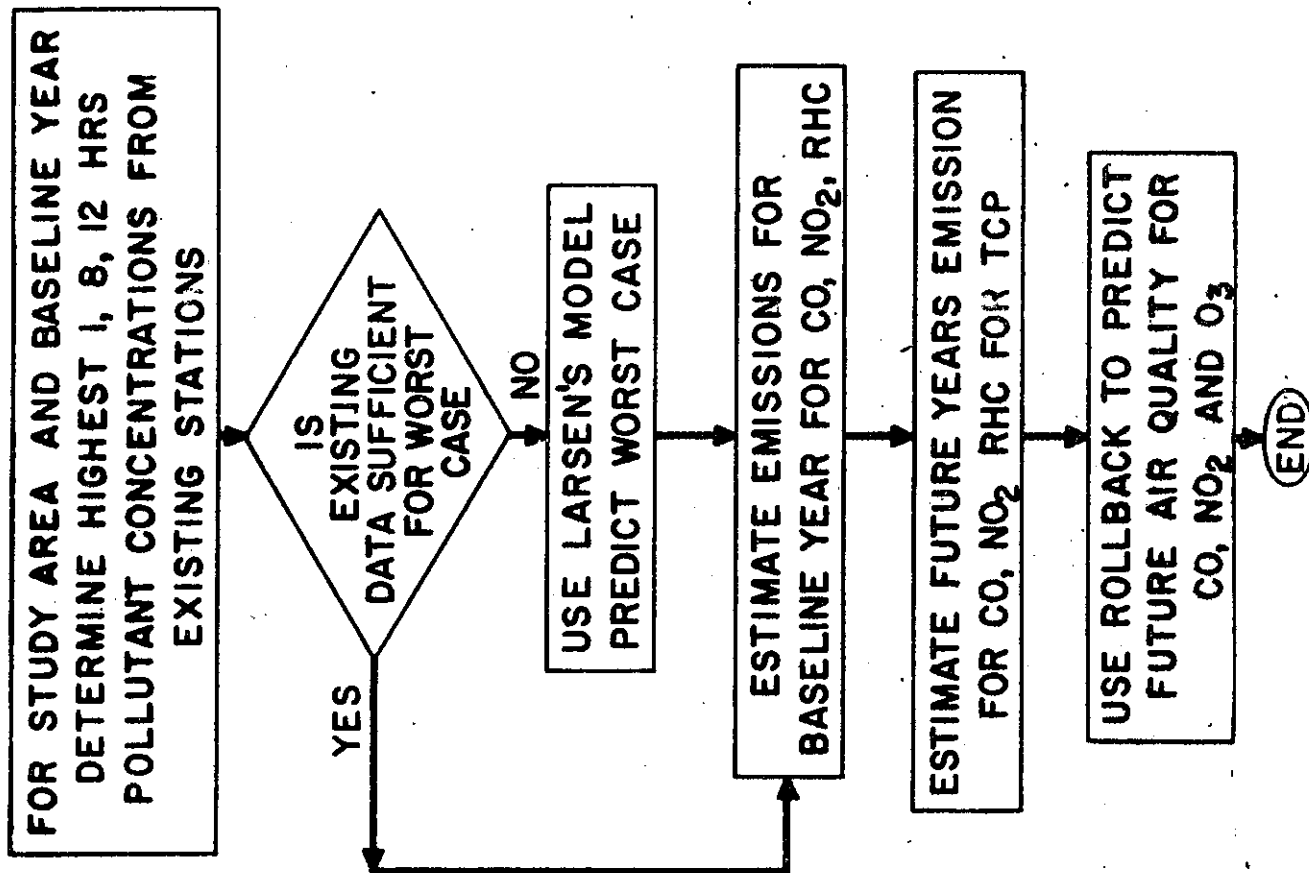 FOR STUDY AREA AND BASELINE YEAR
DETERMINE HIGHEST 1, 8, 12 HRS
POLLUTANT CONCENTRATIONS FROM
EXISTING STATIONS
IS
EXISTING
DATA SUFFICIENT
FOR WORST
CASE
YES
NO
USE LARSEN'S MODEL
PREDICT WORST CASE
ESTIMATE EMISSIONS FOR
BASELINE YEAR FOR CO, NO₂, RHC
ESTIMATE FUTURE YEARS EMISSION
FOR CO, NO₂ RHC FOR TCP
USE ROLLBACK TO PREDICT
FUTURE AIR QUALITY FOR
CO, NO₂ AND O₃
END